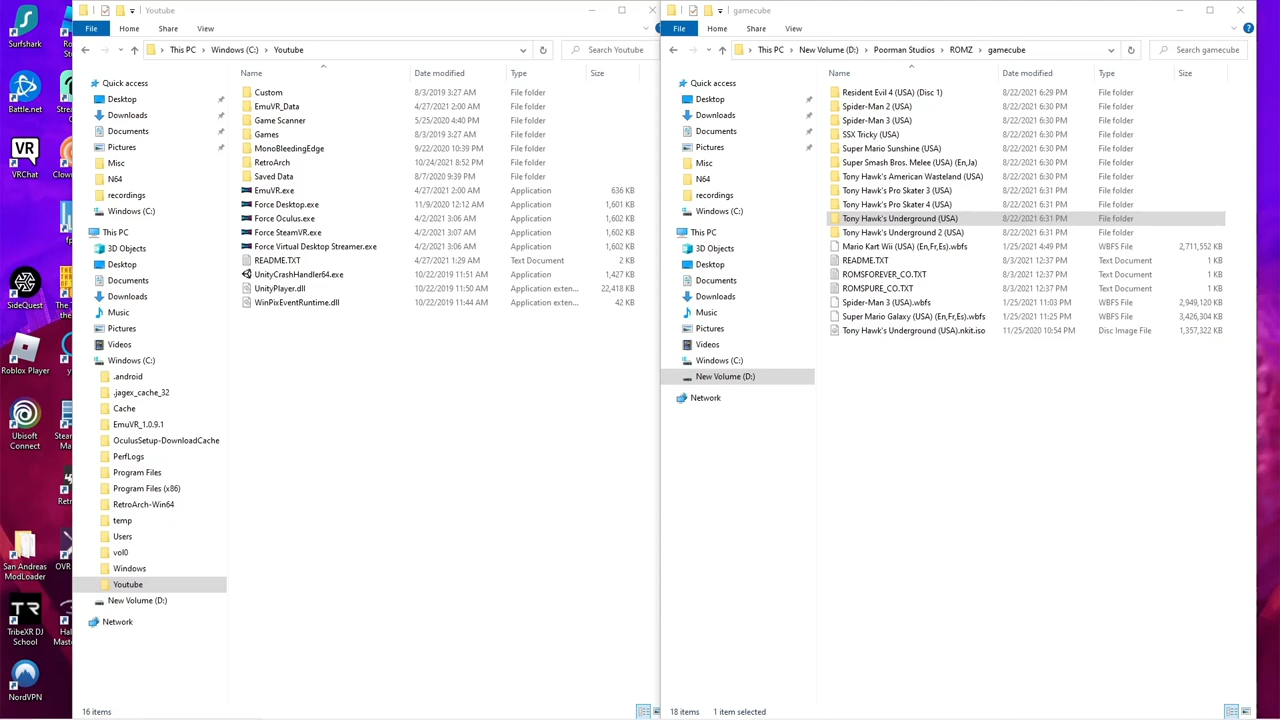 Surfshark
Battle.net
VRChat
SideQuest
Roblox Player
Ubisoft
Connect
San Andreas
ModLoader
TribeXR DJ
School
NordVPN
Youtube
File Home Share View
This PC Windows (C:) Youtube
Search Youtube
Name Date modified Type Size
Quick access
Desktop
Downloads
Documents
Pictures
Misc
N64
recordings
Windows (C:)
This PC
3D Objects
Desktop
Documents
Downloads
Music
Pictures
Videos
Windows (C:)
.android
.jagex_cache_32
Cache
EmuVR_1.0.9.1
OculusSetup-DownloadCache
PerfLogs
Program Files
Program Files (x86)
RetroArch-Win64
temp
Users
vol0
Windows
Youtube
New Volume (D:)
Network
Custom 8/3/2019 3:27 AM File folder
EmuVR_Data 4/27/2021 2:00 AM File folder
Game Scanner 5/25/2020 4:40 PM File folder
Games 8/3/2019 3:27 AM File folder
MonoBleedingEdge 9/22/2020 10:39 PM File folder
RetroArch 10/24/2021 8:52 PM File folder
Saved Data 8/7/2020 9:39 PM File folder
EmuVR.exe 4/27/2021 2:00 AM Application 636 KB
Force Desktop.exe 11/9/2020 12:12 AM Application 1,601 KB
Force Oculus.exe 4/2/2021 3:06 AM Application 1,602 KB
Force SteamVR.exe 4/2/2021 3:07 AM Application 1,602 KB
Force Virtual Desktop Streamer.exe 4/2/2021 3:06 AM Application 1,602 KB
README.TXT 4/27/2021 1:29 AM Text Document 2 KB
UnityCrashHandler64.exe 10/22/2019 11:51 AM Application 1,427 KB
UnityPlayer.dll 10/22/2019 11:50 AM Application exten... 22,418 KB
WinPixEventRuntime.dll 10/22/2019 11:44 AM Application exten... 42 KB
16 items
gamecube
File Home Share View
This PC New Volume (D:) Poorman Studios ROMZ gamecube
Search gamecube
Name Date modified Type Size
Quick access
Desktop
Downloads
Documents
Pictures
Misc
N64
recordings
Windows (C:)
This PC
3D Objects
Desktop
Documents
Downloads
Music
Pictures
Videos
Windows (C:)
New Volume (D:)
Network
Resident Evil 4 (USA) (Disc 1) 8/22/2021 6:29 PM File folder
Spider-Man 2 (USA) 8/22/2021 6:30 PM File folder
Spider-Man 3 (USA) 8/22/2021 6:30 PM File folder
SSX Tricky (USA) 8/22/2021 6:30 PM File folder
Super Mario Sunshine (USA) 8/22/2021 6:30 PM File folder
Super Smash Bros. Melee (USA) (En,Ja) 8/22/2021 6:30 PM File folder
Tony Hawk's American Wasteland (USA) 8/22/2021 6:30 PM File folder
Tony Hawk's Pro Skater 3 (USA) 8/22/2021 6:31 PM File folder
Tony Hawk's Pro Skater 4 (USA) 8/22/2021 6:31 PM File folder
Tony Hawk's Underground (USA) 8/22/2021 6:31 PM File folder
Tony Hawk's Underground 2 (USA) 8/22/2021 6:31 PM File folder
Mario Kart Wii (USA) (En,Fr,Es).wbfs 1/25/2021 4:49 PM WBFS File 2,711,552 KB
README.TXT 8/3/2021 12:37 PM Text Document 1 KB
ROMSFOREVER_CO.TXT 8/3/2021 12:37 PM Text Document 1 KB
ROMSPURE_CO.TXT 8/3/2021 12:37 PM Text Document 1 KB
Spider-Man 3 (USA).wbfs 1/25/2021 11:03 PM WBFS File 2,949,120 KB
Super Mario Galaxy (USA) (En,Fr,Es).wbfs 1/25/2021 11:25 PM WBFS File 3,426,304 KB
Tony Hawk's Underground (USA).nkit.iso 11/25/2020 10:54 PM Disc Image File 1,357,322 KB
18 items 1 item selected